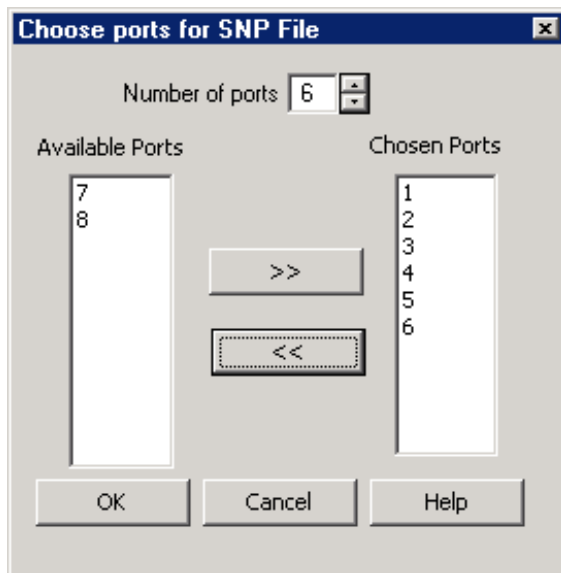 Choose ports for SNP File
Number of ports 6
Available Ports
Chosen Ports
7
8
1
2
3
4
5
6
>>
<<
OK
Cancel
Help